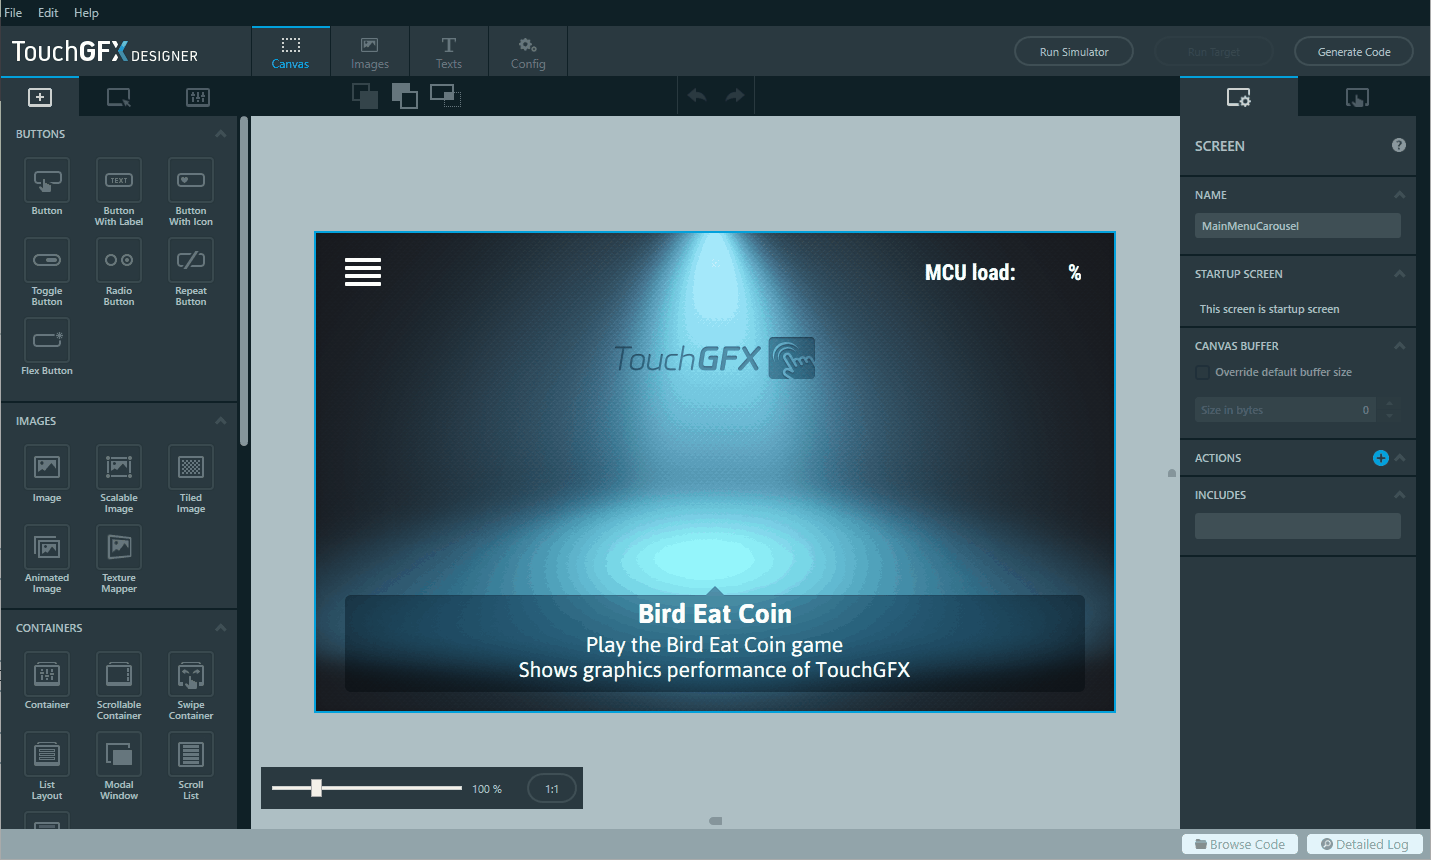 File Edit Help
TouchGFX DESIGNER
Canvas
Images
Texts
Config
Run Simulator
Run Target
Generate Code
BUTTONS
Button
Button
With Label
Button
With Icon
Toggle
Button
Radio
Button
Repeat
Button
Flex Button
IMAGES
Image
Scalable
Image
Tiled
Image
Animated
Image
Texture
Mapper
CONTAINERS
Container
Scrollable
Container
Swipe
Container
List
Layout
Modal
Window
Scroll
List
TEXT
MCU load: %
TouchGFX
Bird Eat Coin
Play the Bird Eat Coin game
Shows graphics performance of TouchGFX
100 %
1:1
SCREEN
?
NAME
MainMenuCarousel
STARTUP SCREEN
This screen is startup screen
CANVAS BUFFER
Override default buffer size
Size in bytes 0
ACTIONS
INCLUDES
Browse Code
Detailed Log